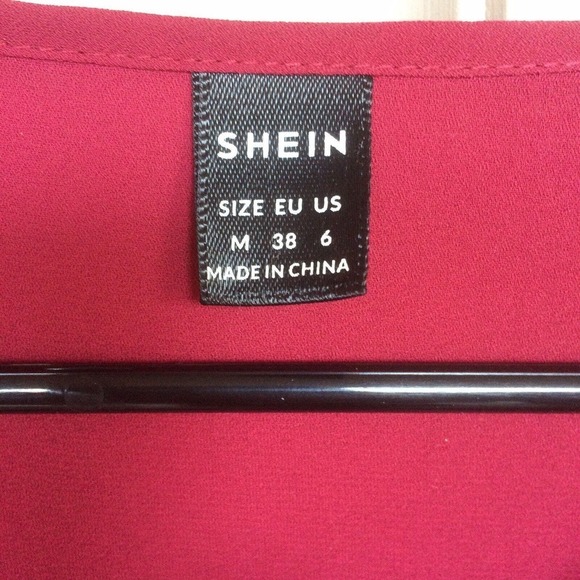 SHEIN
SIZE EU US
M 38 6
MADE IN CHINA